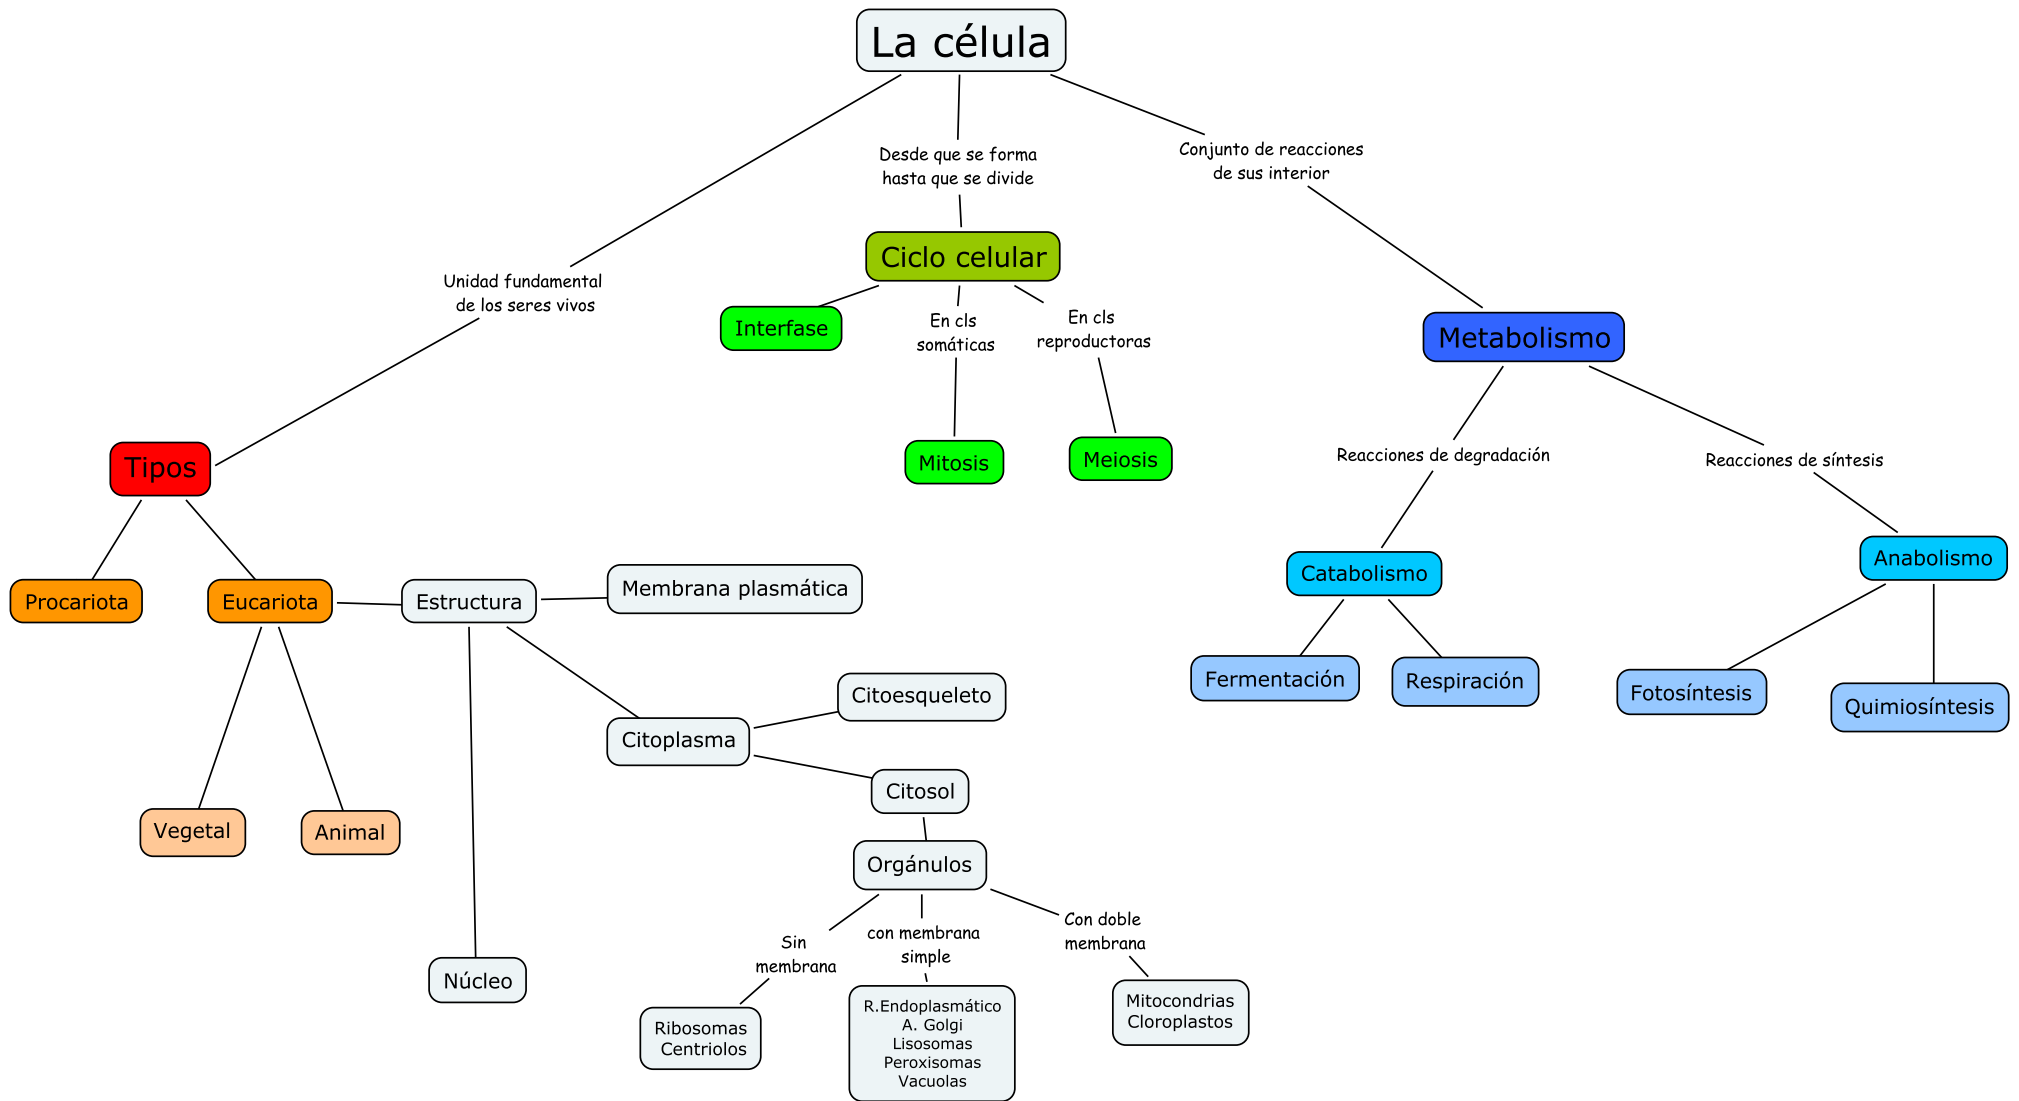 La célula
Desde que se forma
hasta que se divide
Conjunto de reacciones
de sus interior
Unidad fundamental
de los seres vivos
Ciclo celular
Interfase
En cls
somáticas
En cls
reproductoras
Metabolismo
Tipos
Mitosis
Meiosis
Reacciones de degradación
Reacciones de síntesis
Procariota
Eucariota
Estructura
Membrana plasmática
Catabolismo
Anabolismo
Fermentación
Respiración
Fotosíntesis
Quimiosíntesis
Citoesqueleto
Citoplasma
Citosol
Vegetal
Animal
Orgánulos
Núcleo
Sin
membrana
con membrana
simple
Con doble
membrana
Ribosomas
Centriolos
R.Endoplasmático
A. Golgi
Lisosomas
Peroxisomas
Vacuolas
Mitocondrias
Cloroplastos